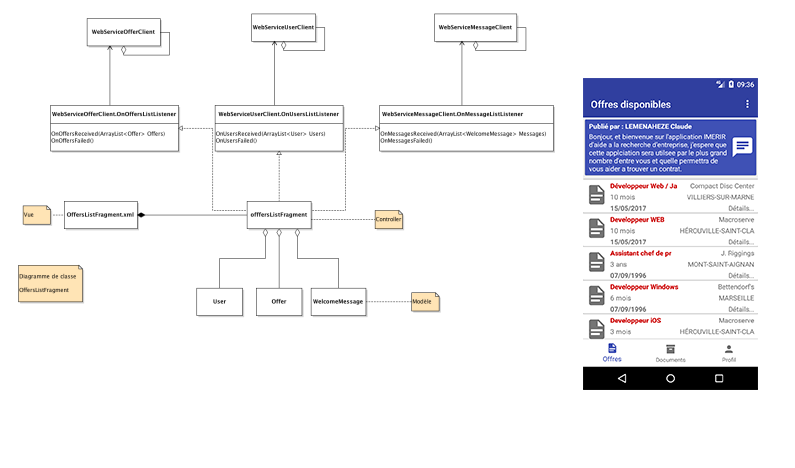 WebServiceOfferClient
WebServiceUserClient
WebServiceMessageClient
WebServiceOfferClient.OnOffersListListener
OnOffersReceived(ArrayList<Offer> Offers)
OnOffersFailed()
WebServiceUserClient.OnUsersListListener
OnUsersReceived(ArrayList<User> Users)
OnUsersFailed()
WebServiceMessageClient.OnMessageListListener
OnMessagesReceived(ArrayList<WelcomeMessage> Messages)
OnMessagesFailed()
Vue
OffersListFragment.xml
offfersListFragment
Controller
Diagramme de classe
OffersListFragment
User
Offer
WelcomeMessage
Modèle
09:36
Offres disponibles
Publié par : LEMENAHEZE Claude
Bonjour, et bienvenue sur l'application IMERIR
d'aide a la recherche d'entreprise, j'espere que
cette applciation sera utilisee par le plus grand
nombre d'entre vous et quelle permettra de
vous aider a trouver un contrat.
Développeur Web / Ja Compact Disc Center
10 mois VILLIERS-SUR-MARNE
15/05/2017 Détails...
Developpeur WEB Macroserve
10 mois HÉROUVILLE-SAINT-CLA
15/05/2017 Détails...
Assistant chef de pr J. Riggings
3 ans MONT-SAINT-AIGNAN
07/09/1996 Détails...
Developpeur Windows Bettendorf's
6 mois MARSEILLE
07/09/1996 Détails...
Developpeur iOS Macroserve
3 mois HÉROUVILLE-SAINT-CLA
Offres
Documents
Profil